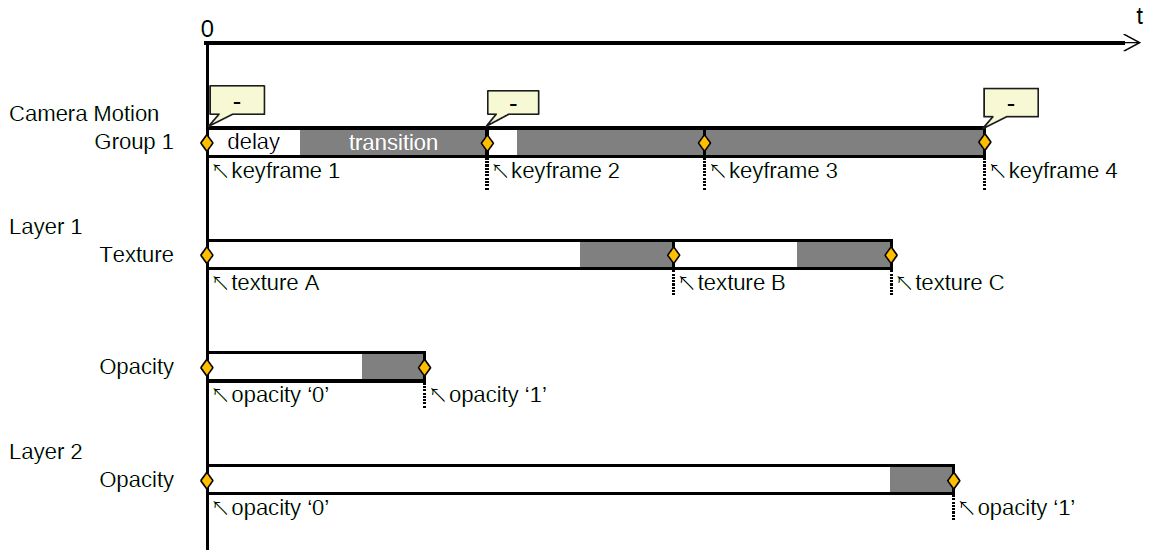 t
0
- - -
Camera Motion
Group 1 delay transition
↖keyframe 1 ↖keyframe 2 ↖keyframe 3 ↖keyframe 4
Layer 1
Texture
↖texture A ↖texture B ↖texture C
Opacity
↖opacity ‘0’ ↖opacity ‘1’
Layer 2
Opacity
↖opacity ‘0’ ↖opacity ‘1’